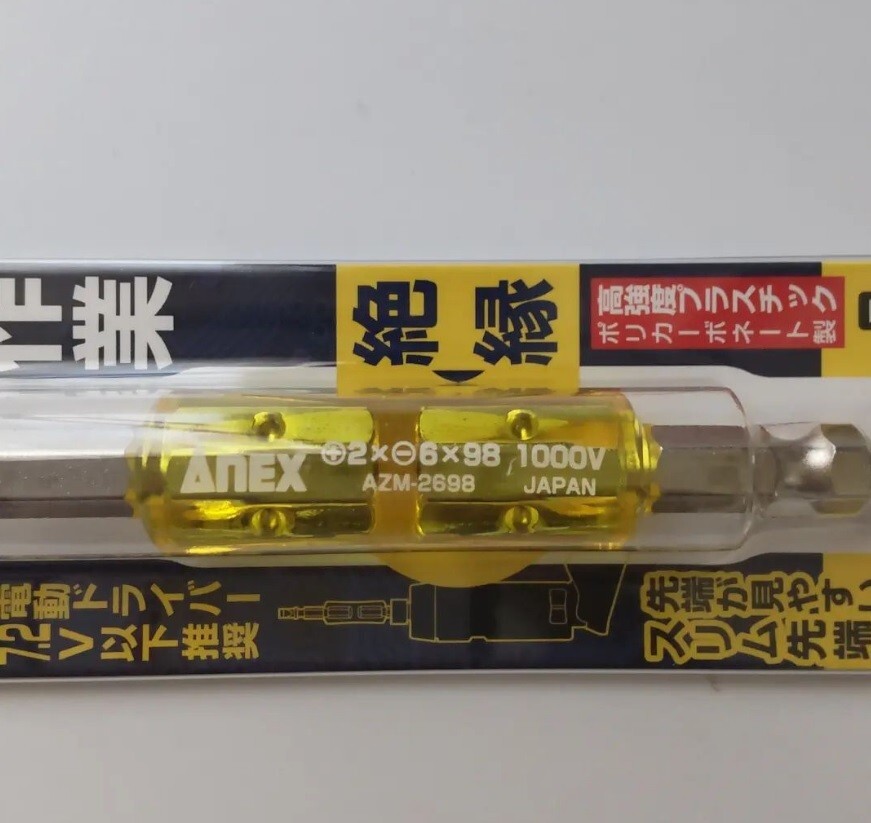 作業
絶縁
高強度プラスチック
ポリカーボネート製
ANEX
⊕2×⊖6×98 1000V
AZM-2698 JAPAN
電動ドライバー
7.2V以下推奨
先端が見やすい
スリム先端